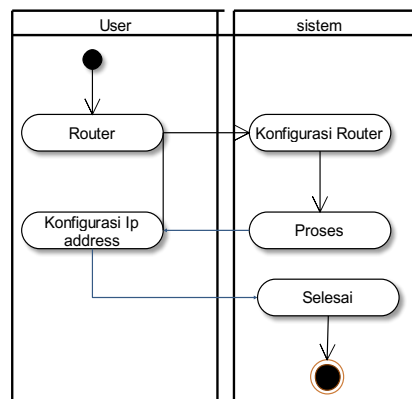 User
sistem
Router
Konfigurasi Router
Konfigurasi Ip
address
Proses
Selesai